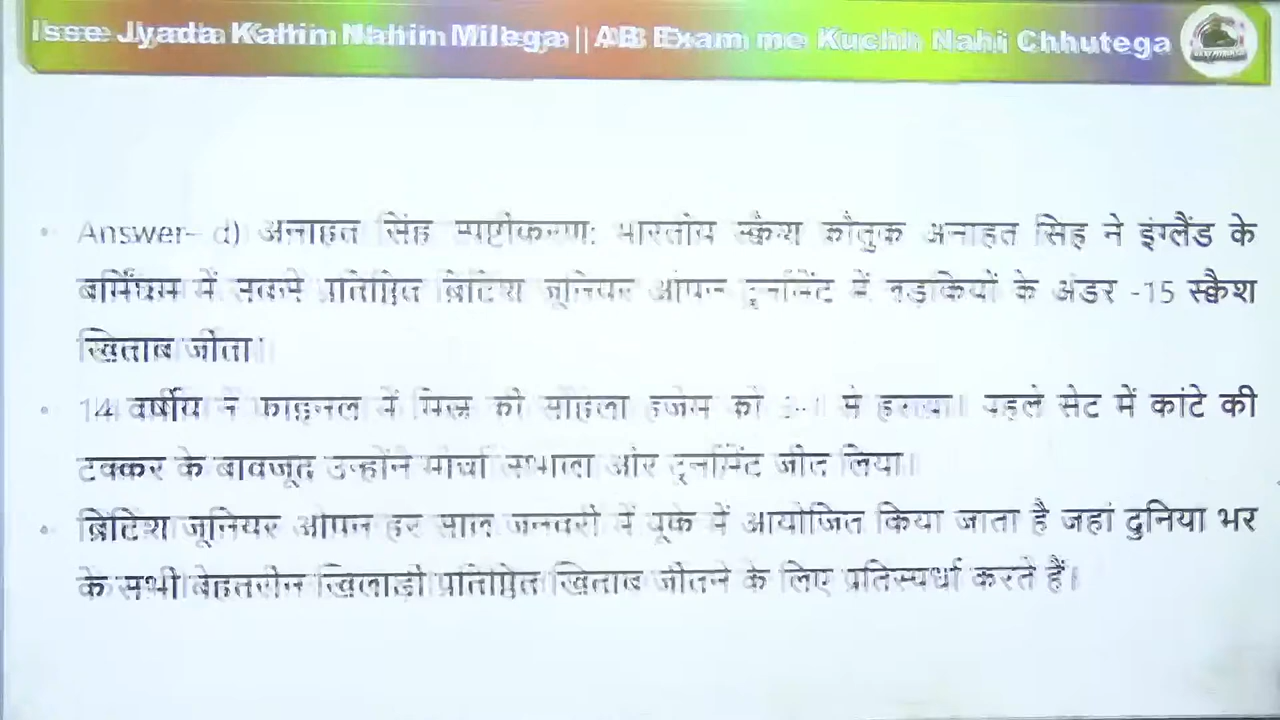 Isse Jyada Kathin Nahin Milega || AB Exam me Kuchh Nahi Chhutega
• Answer- d) अनाहत सिंह स्पष्टीकरण: भारतीय स्क्वैश कौतुक अनाहत सिंह ने इंग्लैंड के
बर्मिंघम में सबसे प्रतिष्ठित ब्रिटिश जूनियर ओपन टूर्नामेंट में लड़कियों के अंडर -15 स्क्वैश
खिताब जीता।
• 14 वर्षीय ने फाइनल में मिस्र की सोहेला हजेम को से हराया। पहले सेट में कांटे की
टक्कर के बावजूद उन्होंने मोर्चा संभाला और टूर्नामेंट जीत लिया।
• ब्रिटिश जूनियर ओपन हर साल जनवरी में यूके में आयोजित किया जाता है जहां दुनिया भर
के सभी बेहतरीन खिलाड़ी प्रतिष्ठित खिताब जीतने के लिए प्रतिस्पर्धा करते हैं।